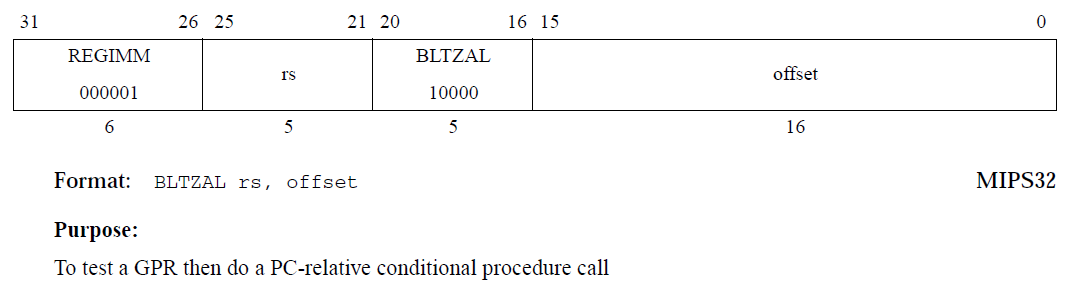 31 26 25 21 20 16 15 0
REGIMM rs BLTZAL offset
000001 10000
6 5 5 16
Format: BLTZAL rs, offset MIPS32
Purpose:
To test a GPR then do a PC-relative conditional procedure call